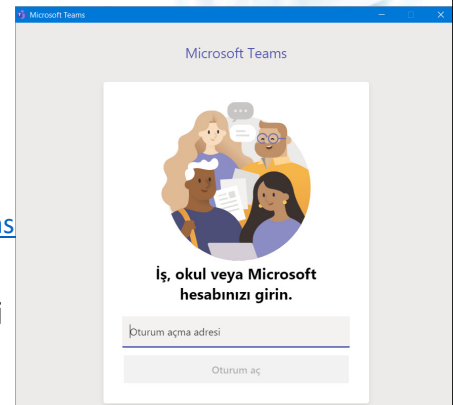 Microsoft Teams
Microsoft Teams
İş, okul veya Microsoft
hesabınızı girin.
Oturum açma adresi
Oturum aç